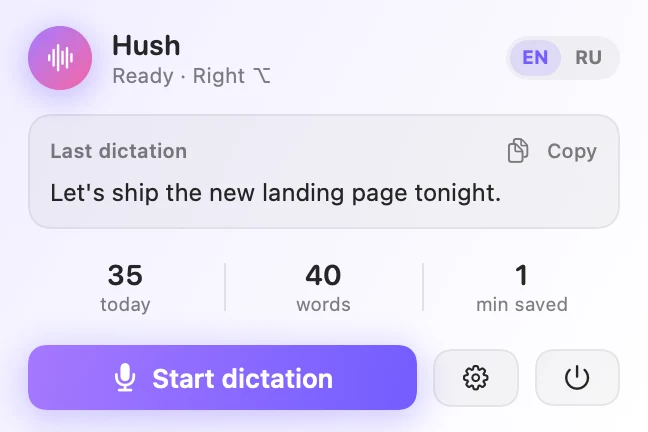 Hush
Ready · Right ⌥
EN RU
Last dictation
Copy
Let's ship the new landing page tonight.
35 40 1
today words min saved
Start dictation